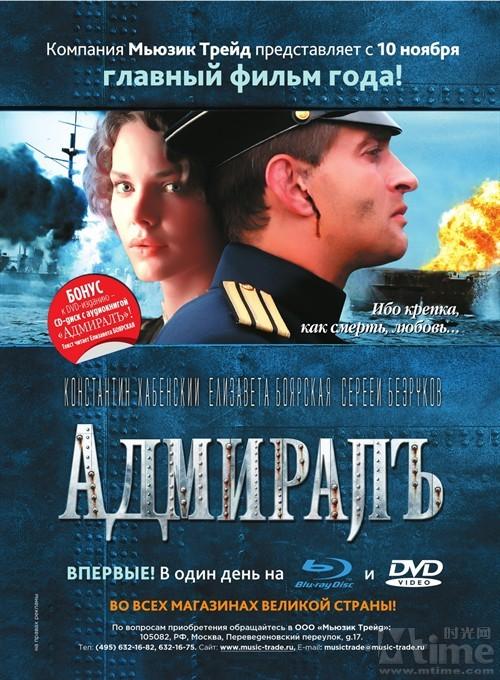 Компания Мьюзик Трейд представляет с 10 ноября
главный фильм года!
БОНУС
к DVD-изданию –
CD-диск с аудиокнигой
«АДМИРАЛЪ»!
Текст читает Елизавета БОЯРСКАЯ
Ибо крепка,
как смерть, любовь...
КОНСТАНТИН ХАБЕНСКИЙ ЕЛИЗАВЕТА БОЯРСКАЯ СЕРГЕЙ БЕЗРУКОВ
АДМИРАЛЪ
ВПЕРВЫЕ! В один день на Blu-ray Disc и DVD VIDEO
ВО ВСЕХ МАГАЗИНАХ ВЕЛИКОЙ СТРАНЫ!
По вопросам приобретения обращайтесь в ООО «Мьюзик Трейд»:
105082, РФ, Москва, Переведеновский переулок, д.17.
Тел: (495) 632-16-82, 632-16-75. Сайт: www.music-trade.ru, E-mail: musictrade@music-trade.ru
на правах рекламы
Mtime 时光网
www.mtime.com